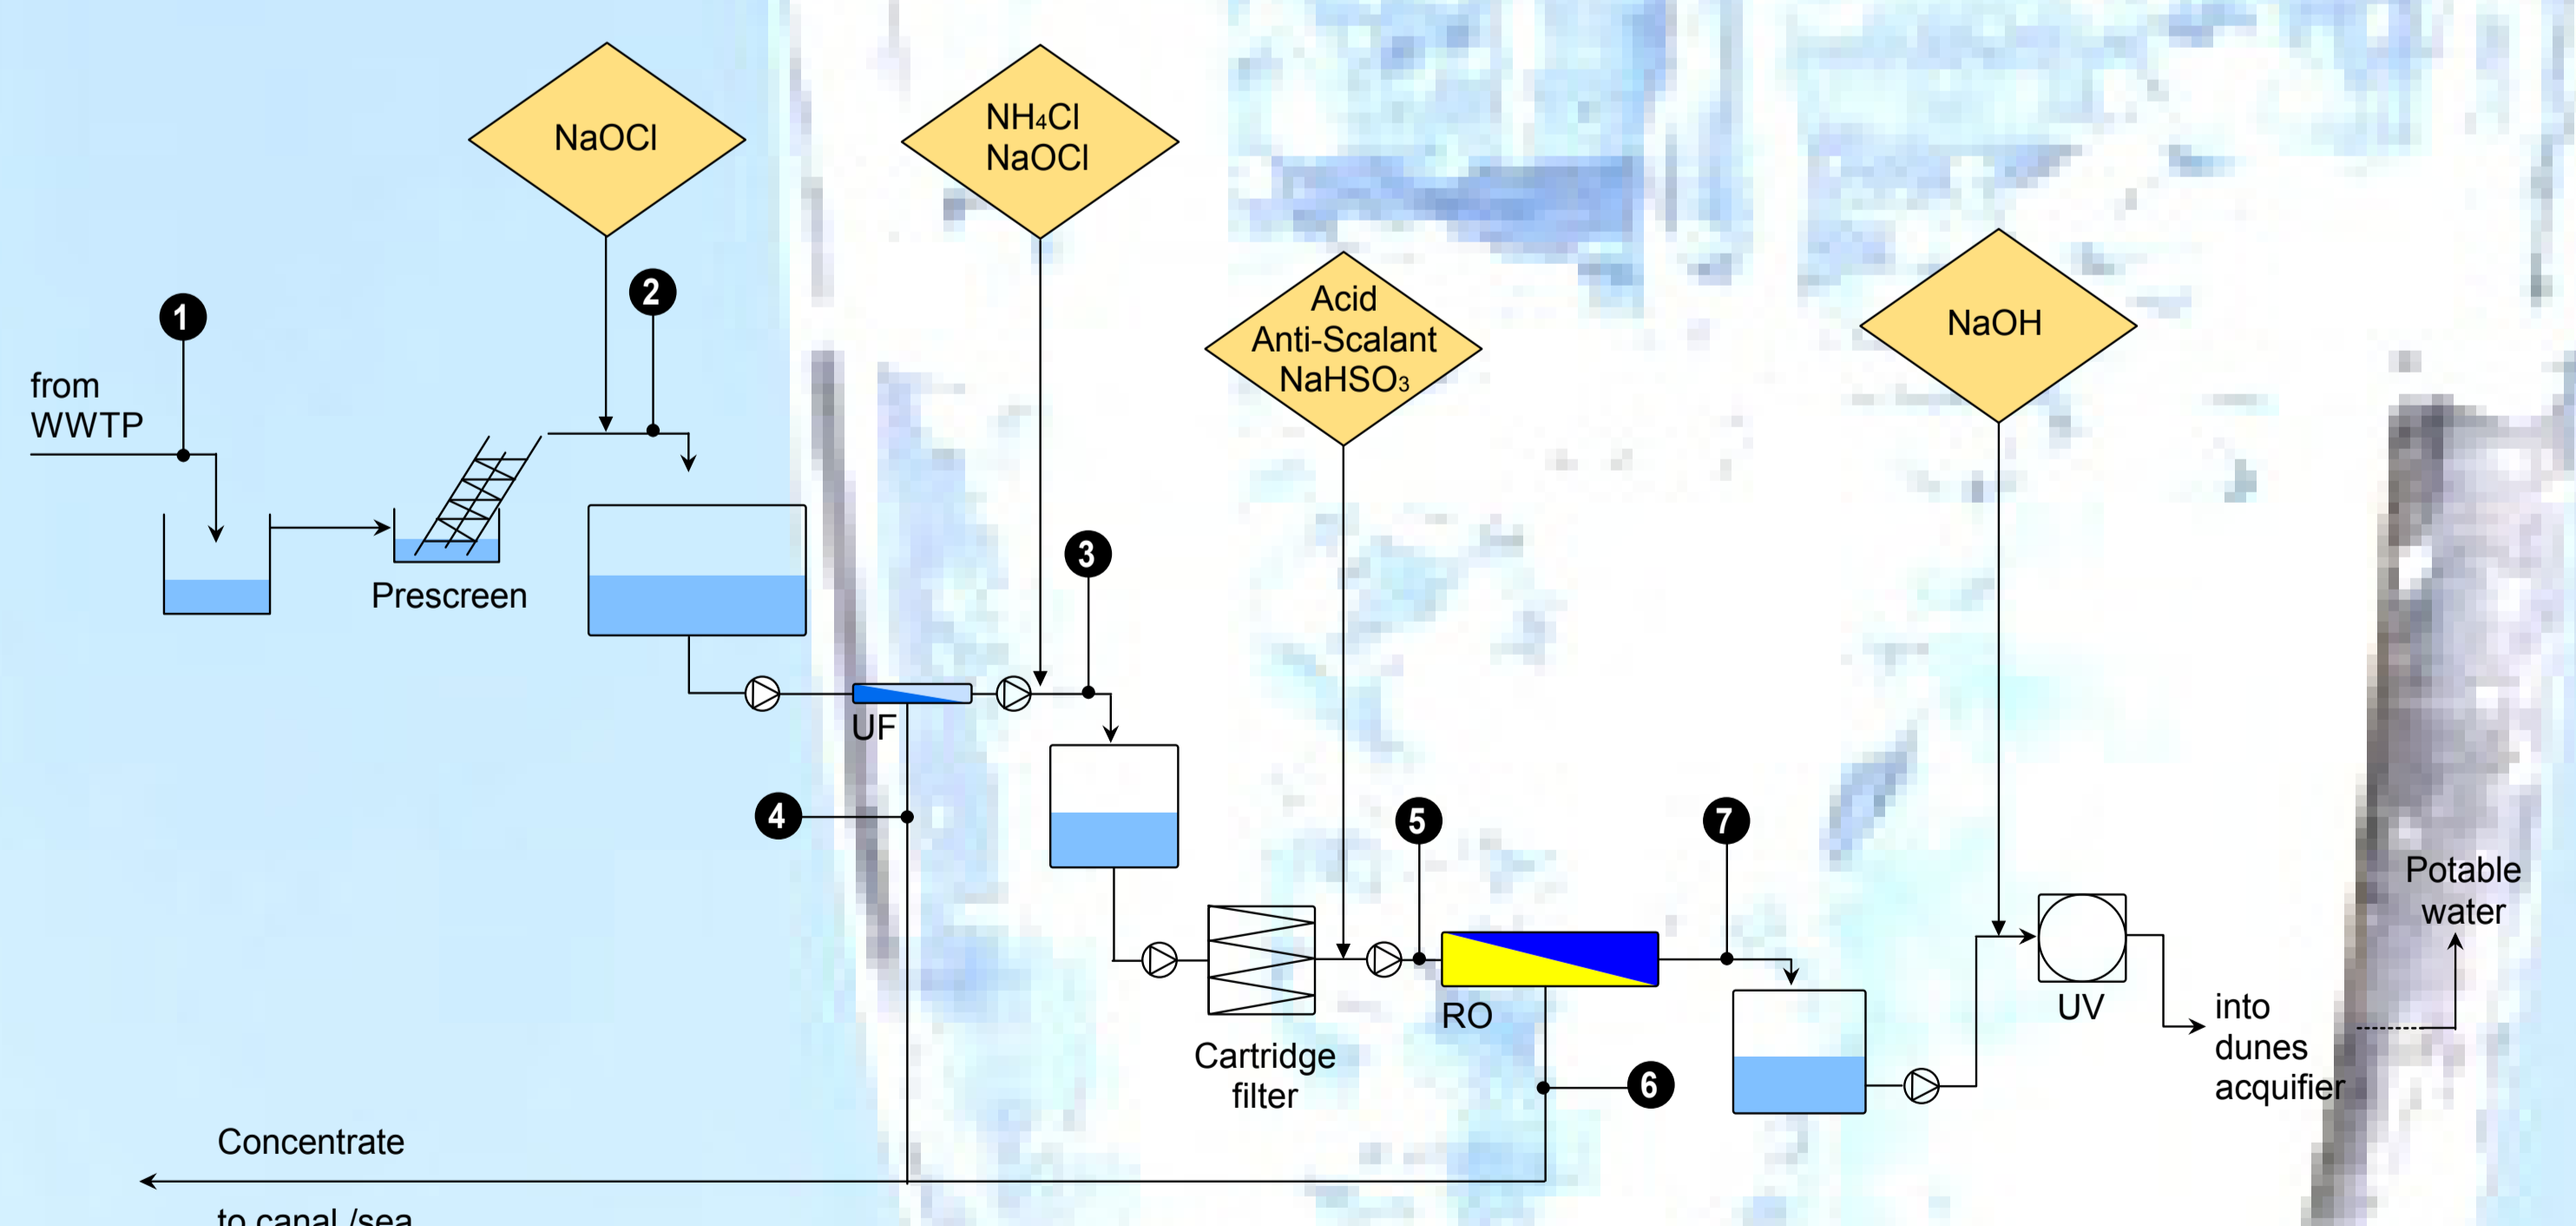 NaOCl
NH₄Cl
NaOCl
Acid
Anti-Scalant
NaHSO₃
NaOH
1
2
from
WWTP
Prescreen
3
UF
4
5
7
Potable
water
RO
UV
into
dunes
acquifier
Cartridge
filter
6
Concentrate
to canal /sea